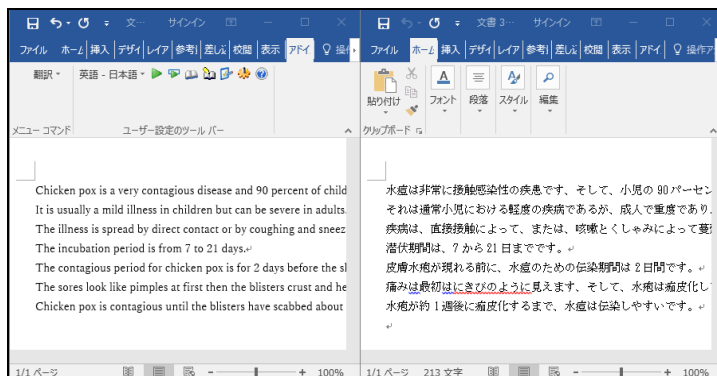 文… サインイン
ファイル ホーム 挿入 デザイ レイア 参考 差し込 校閲 表示 アドイ 操作
翻訳 英語 - 日本語
メニュー コマンド ユーザー設定のツール バー
Chicken pox is a very contagious disease and 90 percent of child
It is usually a mild illness in children but can be severe in adults.
The illness is spread by direct contact or by coughing and sneez
The incubation period is from 7 to 21 days.↵
The contagious period for chicken pox is for 2 days before the
The sores look like pimples at first then the blisters crust and he
Chicken pox is contagious until the blisters have scabbed about
1/1 ページ 100%
文書 3… サインイン
ファイル ホーム 挿入 デザイ レイア 参考 差し込 校閲 表示 アドイ 操作ア
貼り付け フォント 段落 スタイル 編集
クリップボード
水痘は非常に接触感染性の疾患です、そして、小児の 90 パーセン
それは通常小児における軽度の疾病であるが、成人で重度であり、
疾病は、直接接触によって、または、咳嗽とくしゃみによって蔓
潜伏期間は、7 から 21 日までです。↵
皮膚水疱が現れる前に、水痘のための伝染期間は 2 日間です。↵
痛みは最初はにきびのように見えます、そして、水疱は痂皮化し
水疱が約 1 週後に痂皮化するまで、水痘は伝染しやすいです。↵
↵
1/1 ページ 213 文字 100%